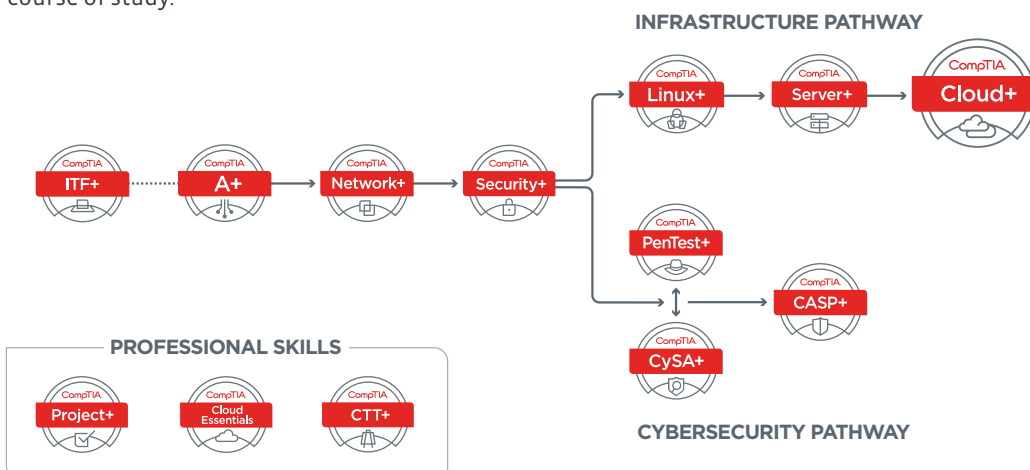 course of study.
INFRASTRUCTURE PATHWAY
CompTIA
Linux+
CompTIA
Server+
CompTIA
Cloud+
CompTIA
ITF+
CompTIA
A+
CompTIA
Network+
CompTIA
Security+
CompTIA
PenTest+
CompTIA
CASP+
CompTIA
CySA+
CYBERSECURITY PATHWAY
PROFESSIONAL SKILLS
CompTIA
Project+
CompTIA
Cloud
Essentials
CompTIA
CTT+